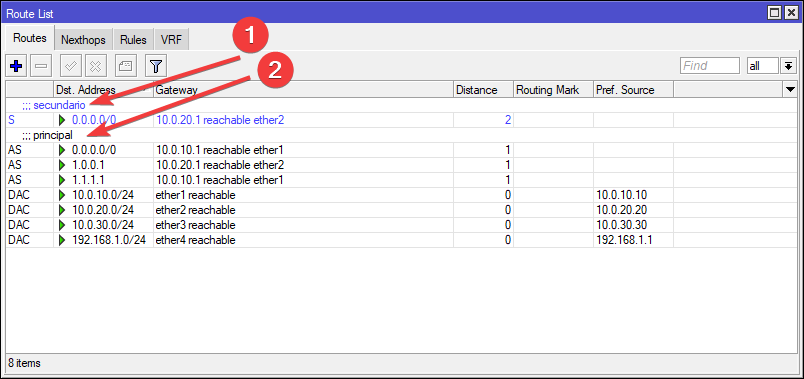 Route List
Routes Nexthops Rules VRF
1
2
Find all
Dst. Address Gateway Distance Routing Mark Pref. Source
;;; secundario
S 0.0.0.0/0 10.0.20.1 reachable ether2 2
;;; principal
AS 0.0.0.0/0 10.0.10.1 reachable ether1 1
AS 1.0.0.1 10.0.20.1 reachable ether2 1
AS 1.1.1.1 10.0.10.1 reachable ether1 1
DAC 10.0.10.0/24 ether1 reachable 0 10.0.10.10
DAC 10.0.20.0/24 ether2 reachable 0 10.0.20.20
DAC 10.0.30.0/24 ether3 reachable 0 10.0.30.30
DAC 192.168.1.0/24 ether4 reachable 0 192.168.1.1
8 items